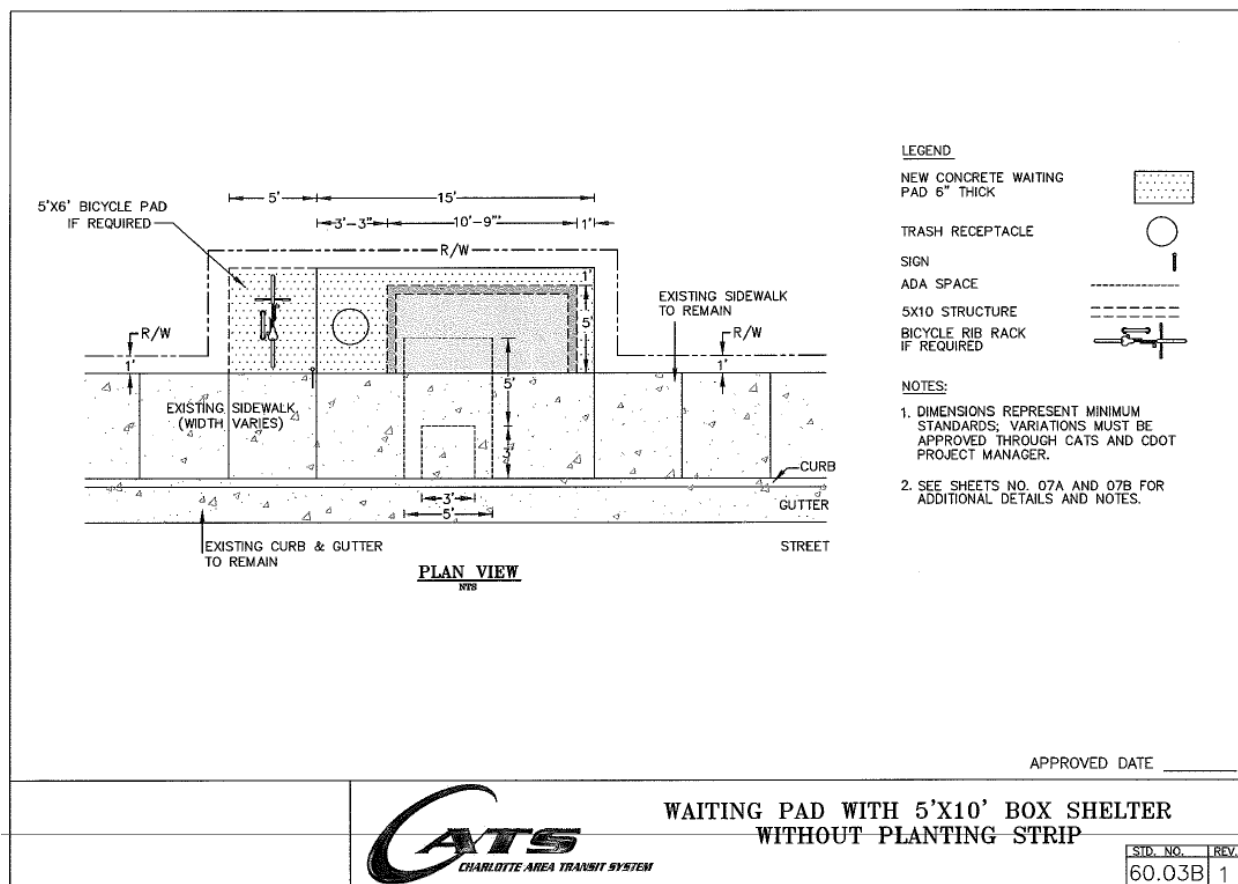 5'
15'
5'X6' BICYCLE PAD
IF REQUIRED
3'-3"
10'-9"
1'
R/W
1'
5'
R/W
1'
EXISTING SIDEWALK
TO REMAIN
R/W
1'
5'
EXISTING SIDEWALK
(WIDTH VARIES)
3'
CURB
3'
5'
GUTTER
EXISTING CURB & GUTTER
TO REMAIN
STREET
PLAN VIEW
NTS
LEGEND
NEW CONCRETE WAITING
PAD 6" THICK
TRASH RECEPTACLE
SIGN
ADA SPACE
5X10 STRUCTURE
BICYCLE RIB RACK
IF REQUIRED
NOTES:
1. DIMENSIONS REPRESENT MINIMUM
STANDARDS; VARIATIONS MUST BE
APPROVED THROUGH CATS AND CDOT
PROJECT MANAGER.
2. SEE SHEETS NO. 07A AND 07B FOR
ADDITIONAL DETAILS AND NOTES.
APPROVED DATE
CATS
CHARLOTTE AREA TRANSIT SYSTEM
WAITING PAD WITH 5'X10' BOX SHELTER
WITHOUT PLANTING STRIP
STD. NO. REV.
60.03B 1